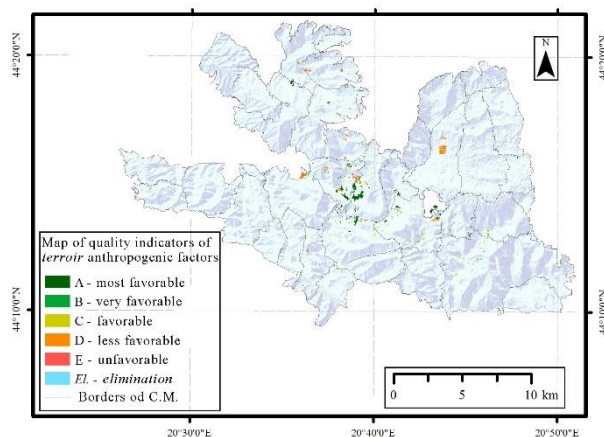 44°20'0"N
44°20'0"N
N
Map of quality indicators of
terroir anthropogenic factors
A - most favorable
B - very favorable
C - favorable
D - less favorable
E - unfavorable
El. - elimination
Borders od C.M.
44°10'0"N
44°10'0"N
0 5 10 km
20°30'0"E 20°40'0"E 20°50'0"E